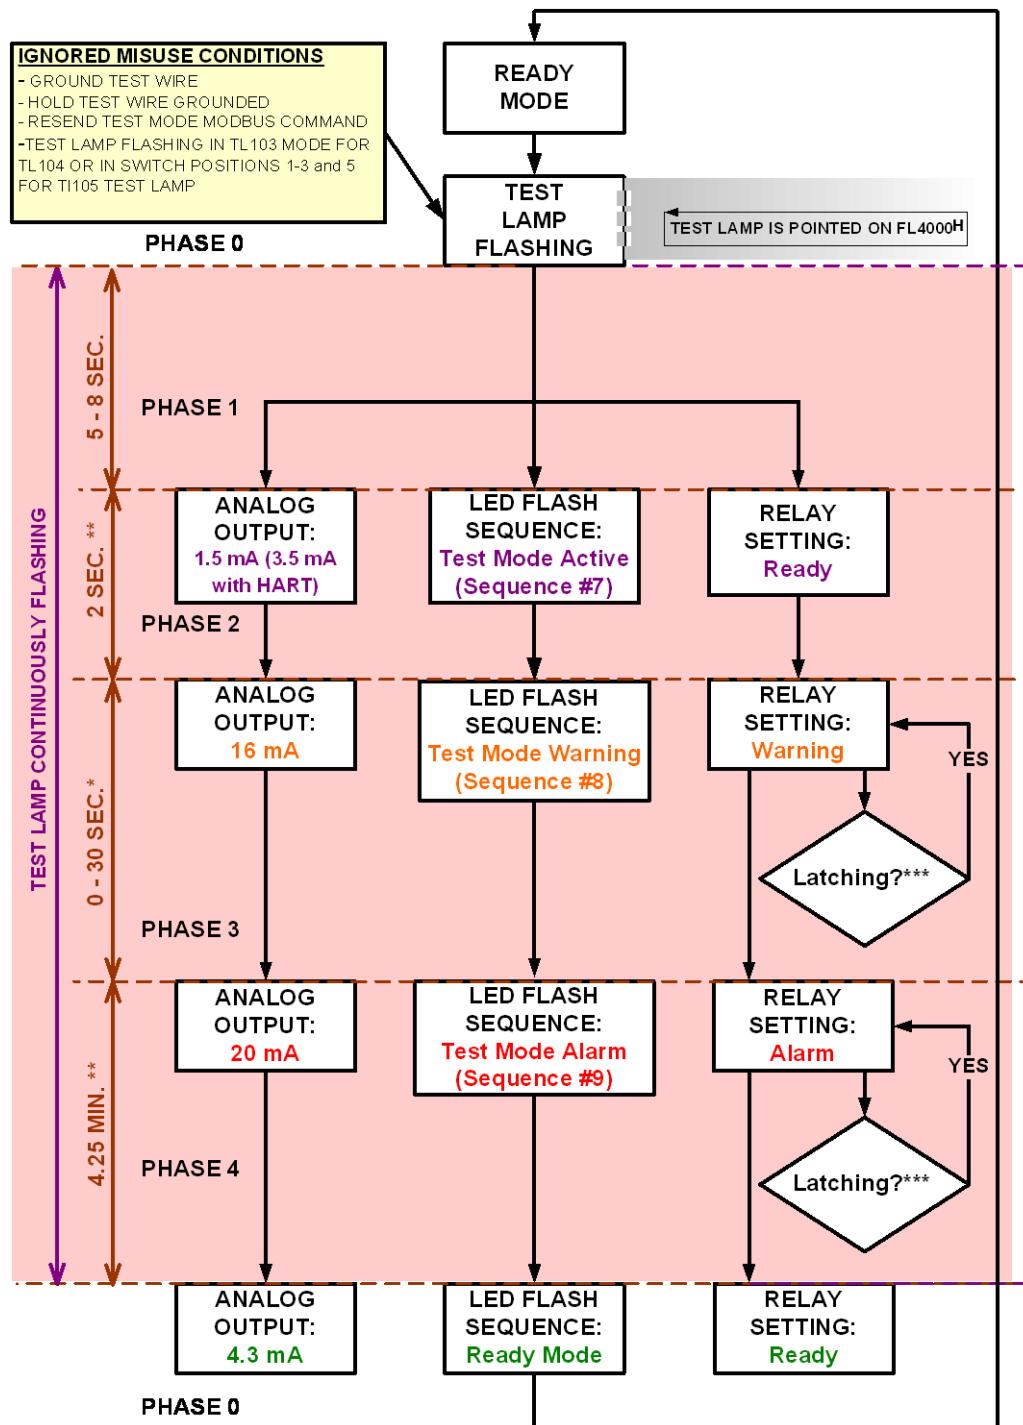 IGNORED MISUSE CONDITIONS
- GROUND TEST WIRE
- HOLD TEST WIRE GROUNDED
- RESEND TEST MODE MODBUS COMMAND
-TEST LAMP FLASHING IN TL103 MODE FOR
TL104 OR IN SWITCH POSITIONS 1-3 and 5
FOR Tl105 TEST LAMP
READY
MODE
TEST
LAMP
FLASHING
TEST LAMP IS POINTED ON FL4000H
PHASE 0
TEST LAMP CONTINUOUSLY FLASHING
5 - 8 SEC.
PHASE 1
2 SEC. **
ANALOG
OUTPUT:
1.5 mA (3.5 mA
with HART)
LED FLASH
SEQUENCE:
Test Mode Active
(Sequence #7)
RELAY
SETTING:
Ready
PHASE 2
0 - 30 SEC.*
ANALOG
OUTPUT:
16 mA
LED FLASH
SEQUENCE:
Test Mode Warning
(Sequence #8)
RELAY
SETTING:
Warning
YES
Latching?***
PHASE 3
4.25 MIN. **
ANALOG
OUTPUT:
20 mA
LED FLASH
SEQUENCE:
Test Mode Alarm
(Sequence #9)
RELAY
SETTING:
Alarm
YES
Latching?***
PHASE 4
ANALOG
OUTPUT:
4.3 mA
LED FLASH
SEQUENCE:
Ready Mode
RELAY
SETTING:
Ready
PHASE 0